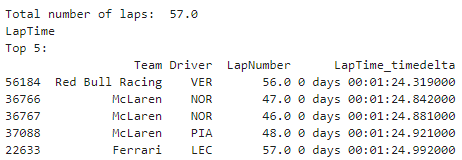 Total number of laps:  57.0
LapTime
Top 5:
Team Driver  LapNumber      LapTime_timedelta
56184  Red Bull Racing    VER       56.0 0 days 00:01:24.319000
36766          McLaren    NOR       47.0 0 days 00:01:24.842000
36767          McLaren    NOR       46.0 0 days 00:01:24.881000
37088          McLaren    PIA       48.0 0 days 00:01:24.921000
22633          Ferrari    LEC       57.0 0 days 00:01:24.992000